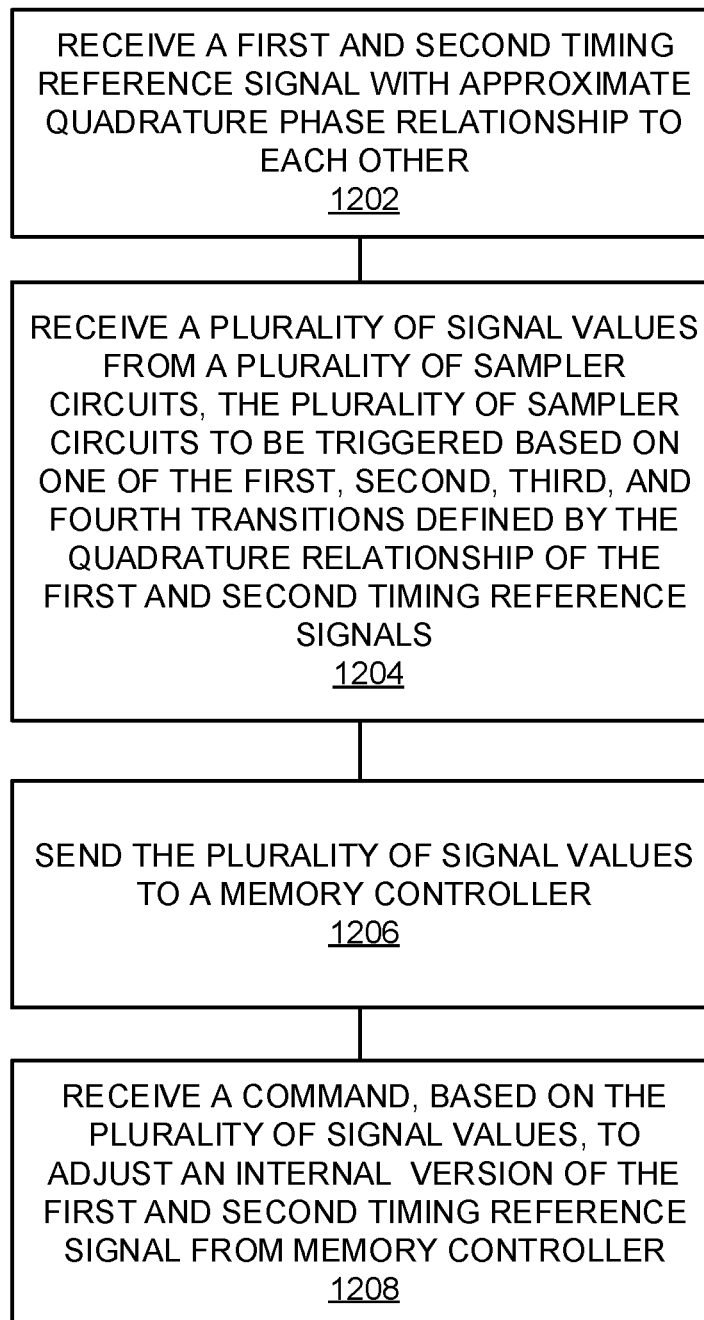 RECEIVE A FIRST AND SECOND TIMING
REFERENCE SIGNAL WITH APPROXIMATE
QUADRATURE PHASE RELATIONSHIP TO
EACH OTHER
1202
RECEIVE A PLURALITY OF SIGNAL VALUES
FROM A PLURALITY OF SAMPLER
CIRCUITS, THE PLURALITY OF SAMPLER
CIRCUITS TO BE TRIGGERED BASED ON
ONE OF THE FIRST, SECOND, THIRD, AND
FOURTH TRANSITIONS DEFINED BY THE
QUADRATURE RELATIONSHIP OF THE
FIRST AND SECOND TIMING REFERENCE
SIGNALS
1204
SEND THE PLURALITY OF SIGNAL VALUES
TO A MEMORY CONTROLLER
1206
RECEIVE A COMMAND, BASED ON THE
PLURALITY OF SIGNAL VALUES, TO
ADJUST AN INTERNAL VERSION OF THE
FIRST AND SECOND TIMING REFERENCE
SIGNAL FROM MEMORY CONTROLLER
1208